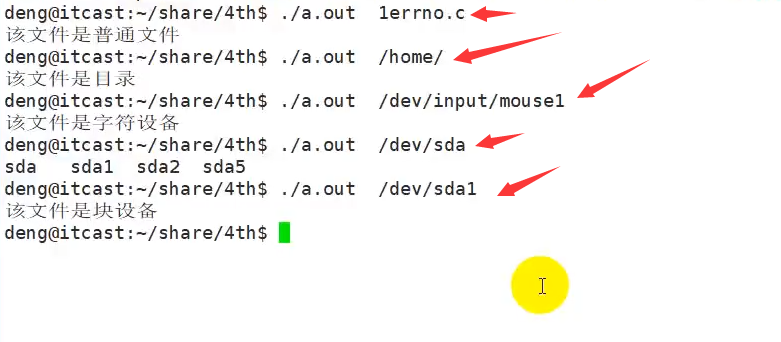 deng@itcast:~/share/4th$ ./a.out  1errno.c
该文件是普通文件
deng@itcast:~/share/4th$ ./a.out  /home/
该文件是目录
deng@itcast:~/share/4th$ ./a.out  /dev/input/mouse1
该文件是字符设备
deng@itcast:~/share/4th$ ./a.out  /dev/sda
sda   sda1  sda2  sda5
deng@itcast:~/share/4th$ ./a.out  /dev/sda1
该文件是块设备
deng@itcast:~/share/4th$